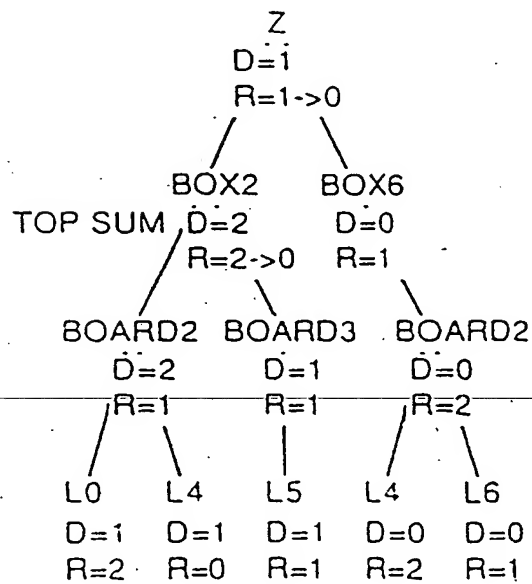 Z
D=1
R=1->0
BOX2 BOX6
TOP SUM D=2 D=0
R=2->0 R=1
BOARD2 BOARD3 BOARD2
D=2 D=1 D=0
R=1 R=1 R=2
L0 L4 L5 L4 L6
D=1 D=1 D=1 D=0 D=0
R=2 R=0 R=1 R=2 R=1